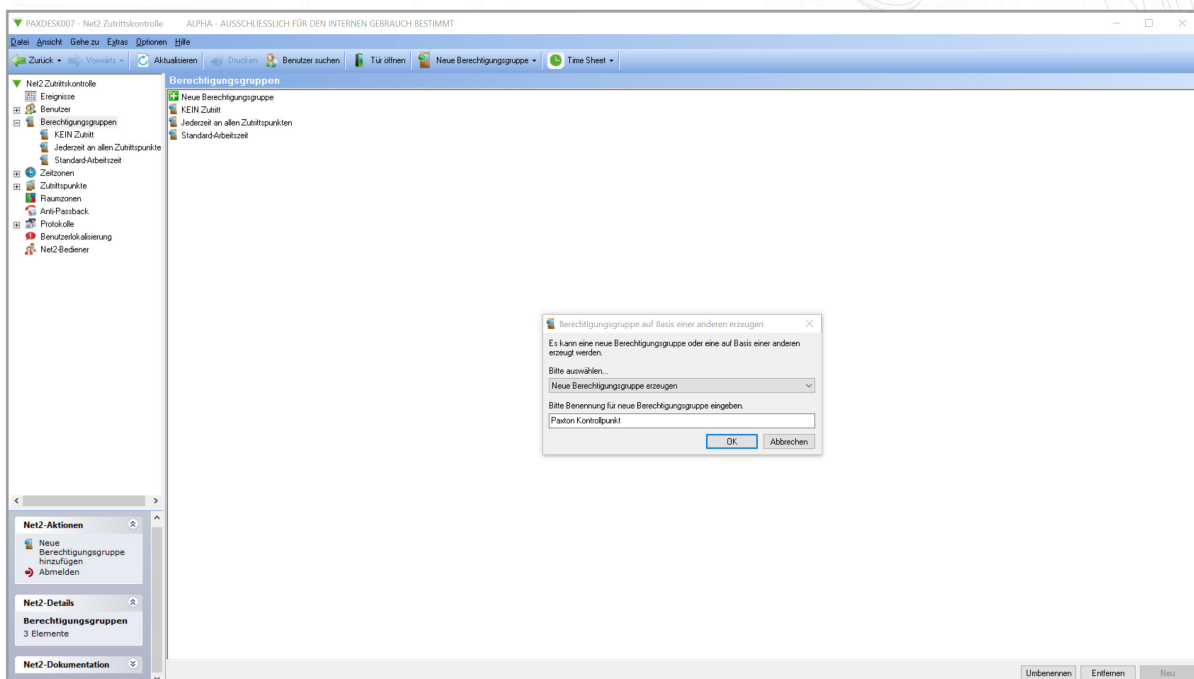 PAXDESK007 - Net2 Zutrittskontrolle ALPHA - AUSSCHLIESSLICH FÜR DEN INTERNEN GEBRAUCH BESTIMMT
Datei Ansicht Gehe zu Extras Optionen Hilfe
Zurück Vorwärts Aktualisieren Drucken Benutzer suchen Tür öffnen Neue Berechtigungsgruppe Time Sheet
Net2 Zutrittskontrolle
Ereignisse
Benutzer
Berechtigungsgruppen
KEIN Zutritt
Jederzeit an allen Zutrittspunkte
Standard-Arbeitszeit
Zeitzonen
Zutrittspunkte
Raumzonen
Anti-Passback
Protokolle
Benutzerlokalisierung
Net2-Bediener
Berechtigungsgruppen
Neue Berechtigungsgruppe
KEIN Zutritt
Jederzeit an allen Zutrittspunkten
Standard-Arbeitszeit
Berechtigungsgruppe auf Basis einer anderen erzeugen
Es kann eine neue Berechtigungsgruppe oder eine auf Basis einer anderen
erzeugt werden.
Bitte auswählen...
Neue Berechtigungsgruppe erzeugen
Bitte Benennung für neue Berechtigungsgruppe eingeben.
Paxton Kontrollpunkt
OK Abbrechen
Net2-Aktionen
Neue
Berechtigungsgruppe
hinzufügen
Abmelden
Net2-Details
Berechtigungsgruppen
3 Elemente
Net2-Dokumentation
Umbenennen Entfernen Neu